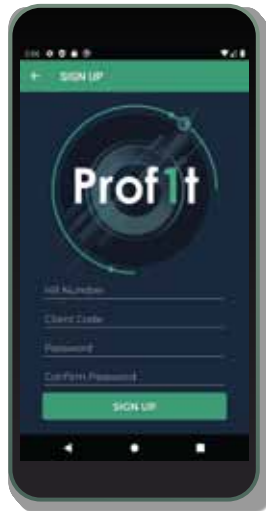 SIGN UP
Prof1t
HR Number
Client Code
Password
Confirm Password
SIGN UP